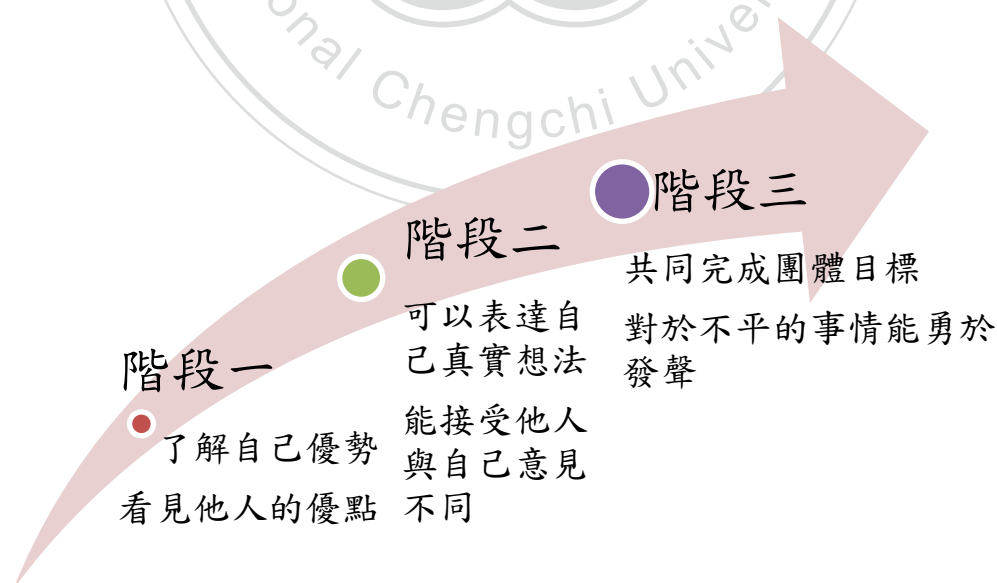 onal Chengchi Univer
階段一
了解自己優勢
看見他人的優點
階段二
可以表達自
己真實想法
能接受他人
與自己意見
不同
階段三
共同完成團體目標
對於不平的事情能勇於
發聲